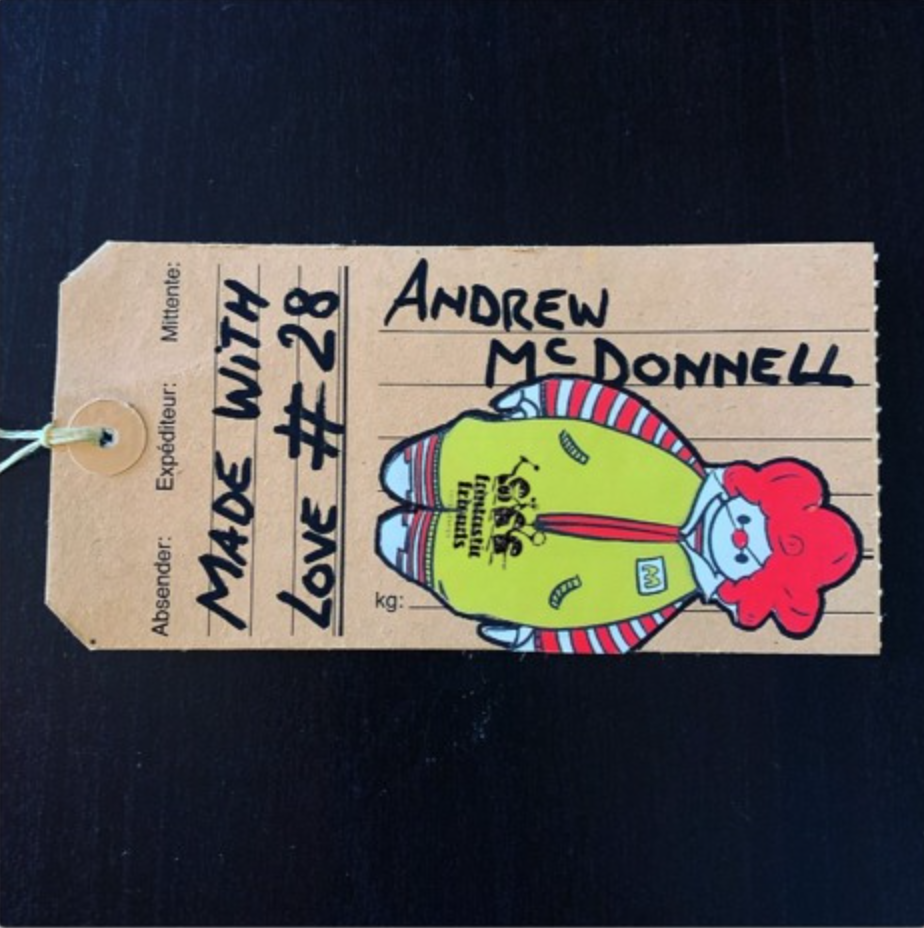 Mittente:
Expéditeur:
Absender:
MADE WiTH
LOVE #28
ANDREW
McDONNELL
kg:
M